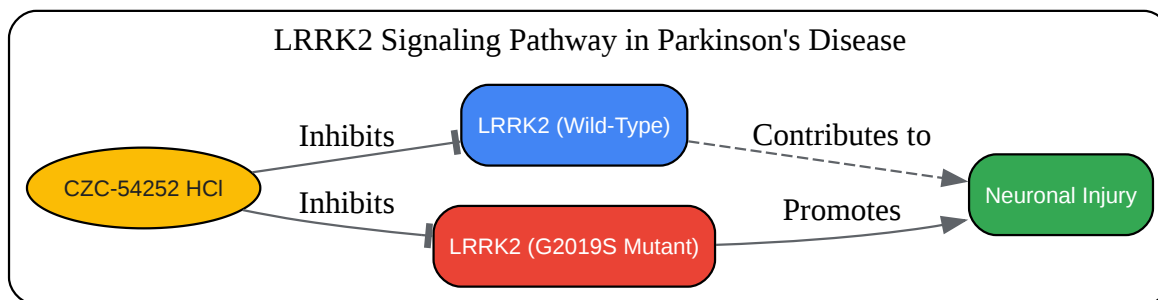 LRRK2 Signaling Pathway in Parkinson's Disease
CZC-54252 HCl
Inhibits
Inhibits
LRRK2 (Wild-Type)
LRRK2 (G2019S Mutant)
Contributes to
Promotes
Neuronal Injury